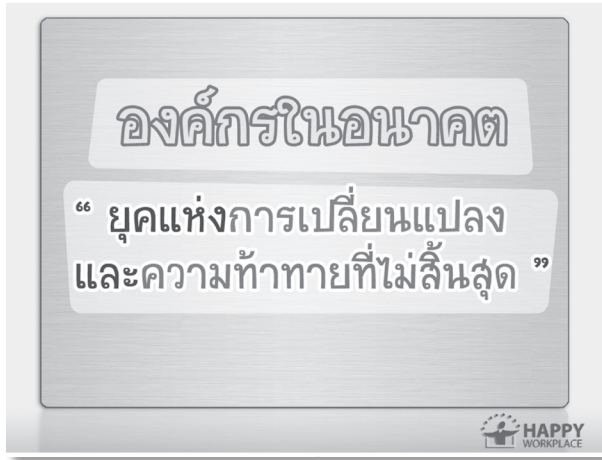 องค์กรในอนาคต
“ ยุคแห่งการเปลี่ยนแปลง
และความท้าทายที่ไม่สิ้นสุด ”
HAPPY
WORKPLACE